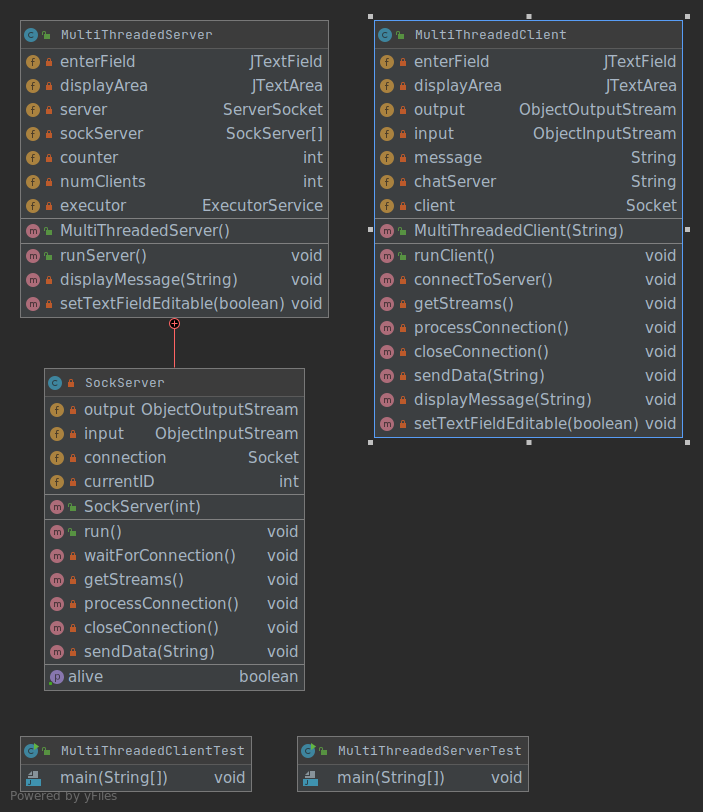 MultiThreadedServer
enterField JTextField
displayArea JTextArea
server ServerSocket
sockServer SockServer[]
counter int
numClients int
executor ExecutorService
MultiThreadedServer()
runServer() void
displayMessage(String) void
setTextFieldEditable(boolean) void
MultiThreadedClient
enterField JTextField
displayArea JTextArea
output ObjectOutputStream
input ObjectInputStream
message String
chatServer String
client Socket
MultiThreadedClient(String)
runClient() void
connectToServer() void
getStreams() void
processConnection() void
closeConnection() void
sendData(String) void
displayMessage(String) void
setTextFieldEditable(boolean) void
SockServer
output ObjectOutputStream
input ObjectInputStream
connection Socket
currentID int
SockServer(int)
run() void
waitForConnection() void
getStreams() void
processConnection() void
closeConnection() void
sendData(String) void
alive boolean
MultiThreadedClientTest
main(String[]) void
MultiThreadedServerTest
main(String[]) void
Powered by yFiles